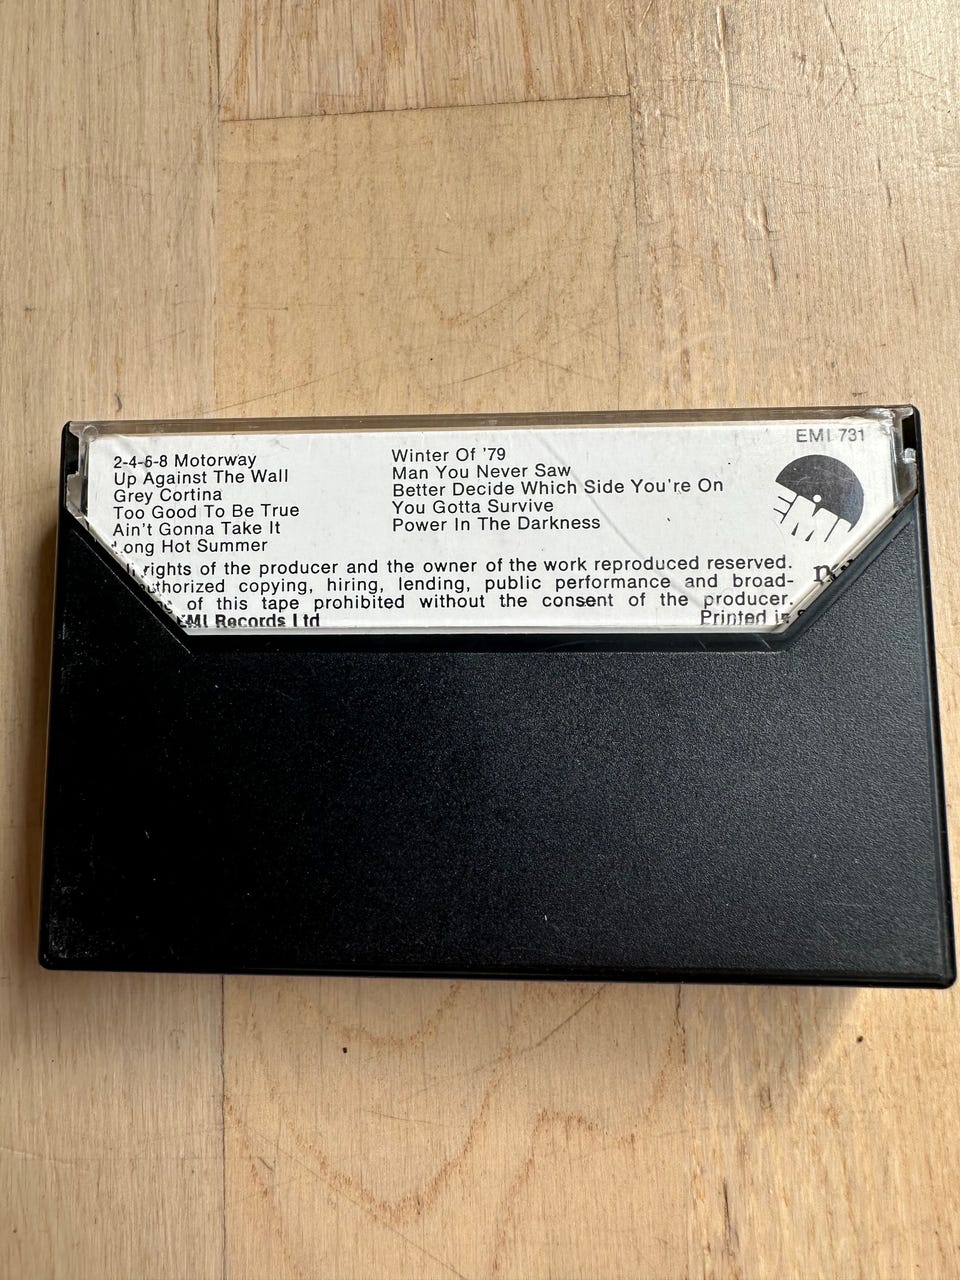 EMI 731
2-4-6-8 Motorway
Up Against The Wall
Grey Cortina
Too Good To Be True
Ain't Gonna Take It
Long Hot Summer
Winter Of '79
Man You Never Saw
Better Decide Which Side You're On
You Gotta Survive
Power In The Darkness
EMI
rights of the producer and the owner of the work reproduced reserved.
copying, hiring, lending, public performance and broad-
of this tape prohibited without the consent of the producer.
EMI Records Ltd
Printed in